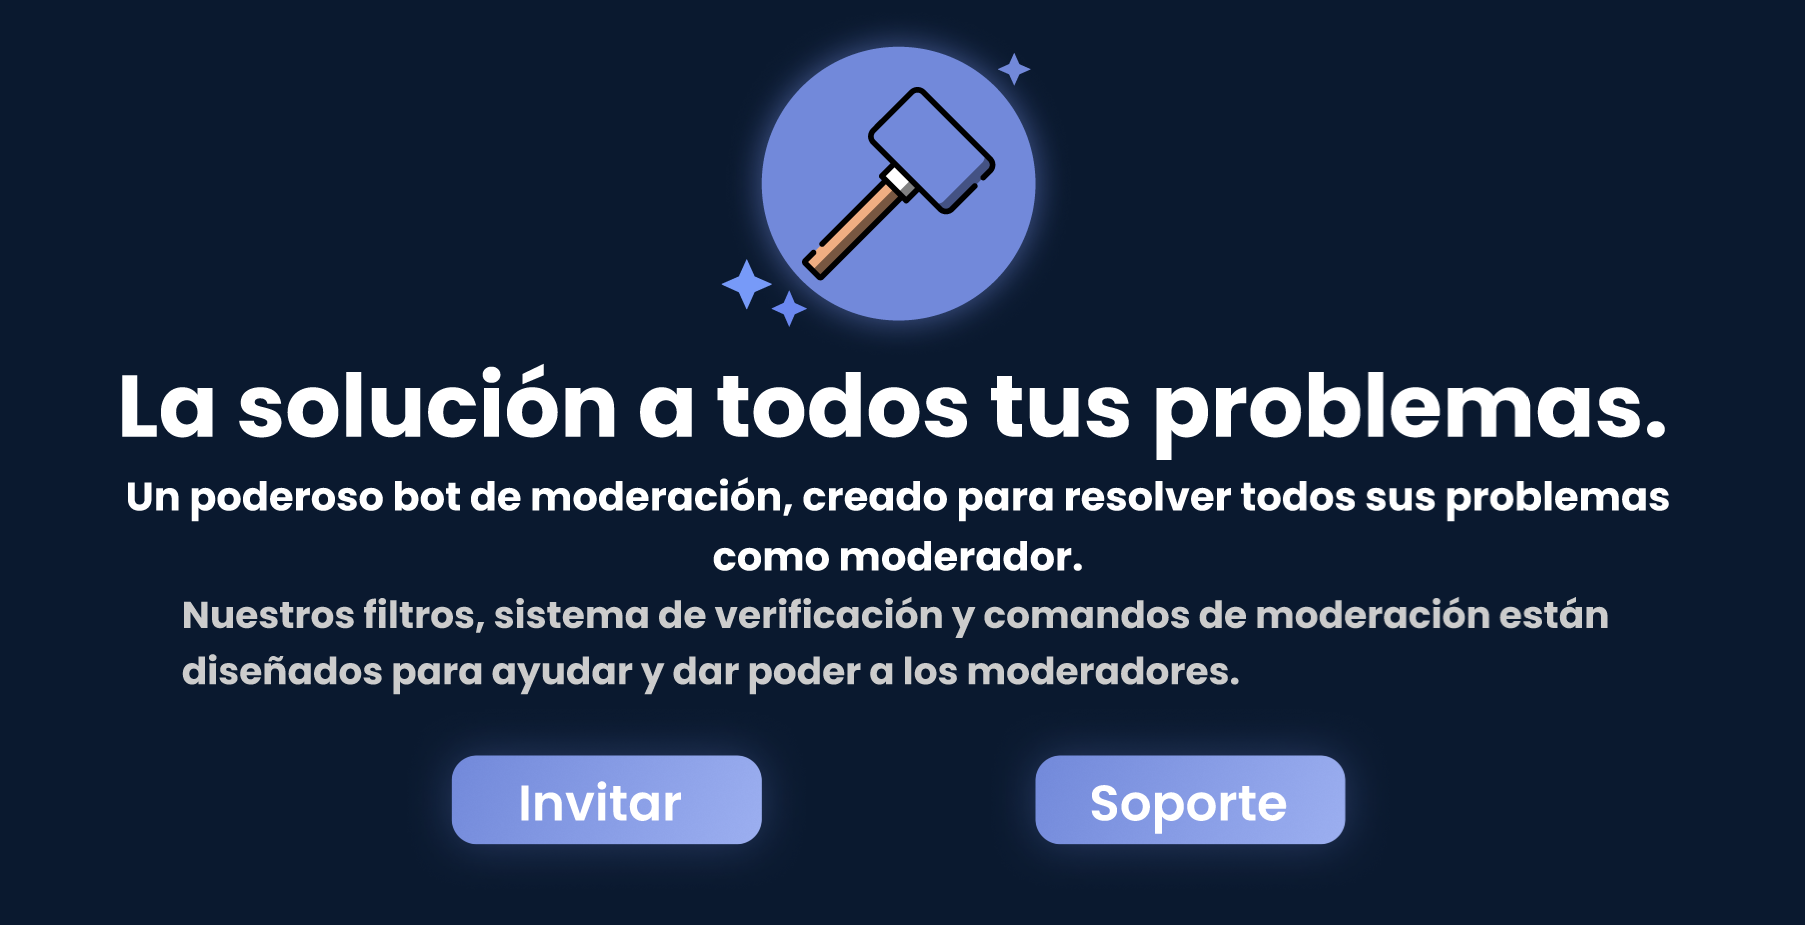 La solución a todos tus problemas.
Un poderoso bot de moderación, creado para resolver todos sus problemas
como moderador.
Nuestros filtros, sistema de verificación y comandos de moderación están
diseñados para ayudar y dar poder a los moderadores.
Invitar
Soporte